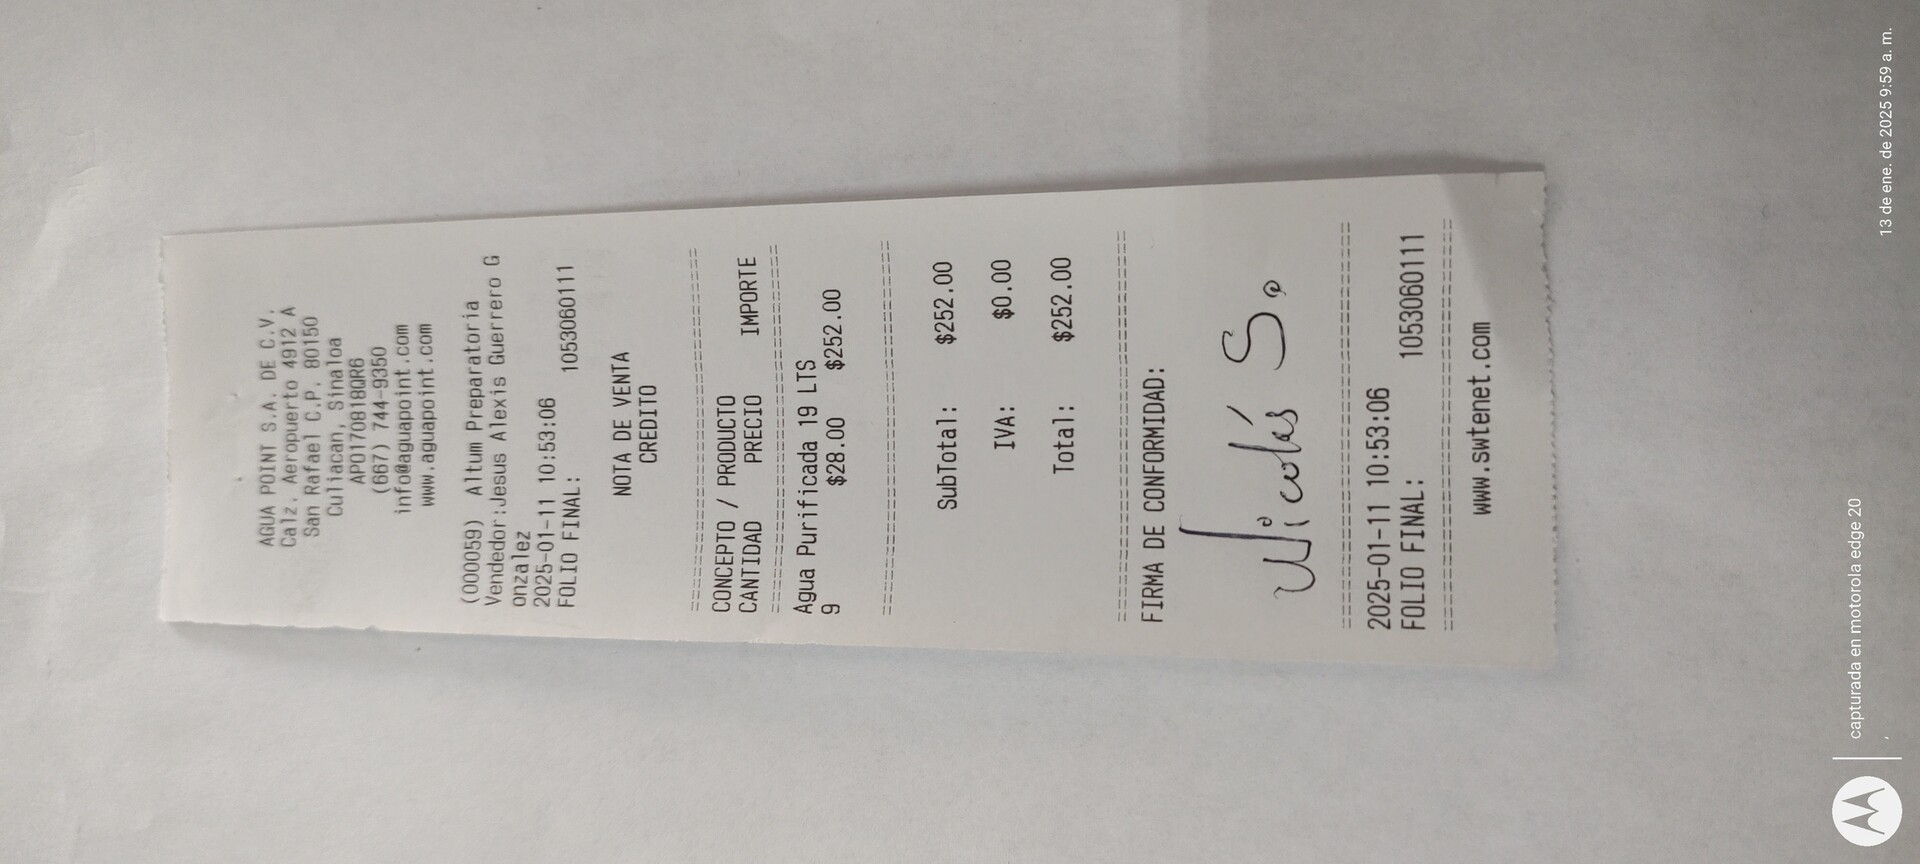 AGUA POINT S.A. DE C.V.
Calz. Aeropuerto 4912 A
San Rafael C.P. 80150
Culiacan, Sinaloa
APO170818QR6
(667) 744-9350
info@aguapoint.com
www.aguapoint.com
(000059) Altum Preparatoria
Vendedor:Jesus Alexis Guerrero G
onzalez
2025-01-11 10:53:06
FOLIO FINAL: 1053060111
NOTA DE VENTA
CREDITO
================================
CONCEPTO / PRODUCTO
CANTIDAD PRECIO IMPORTE
================================
Agua Purificada 19 LTS
9 $28.00 $252.00
================================
SubTotal: $252.00
IVA: $0.00
Total: $252.00
================================
FIRMA DE CONFORMIDAD:
Nicolás S.
================================
2025-01-11 10:53:06
FOLIO FINAL: 1053060111
================================
www.swtenet.com
capturada en motorola edge 20
,
13 de ene. de 2025 9:59 a. m.